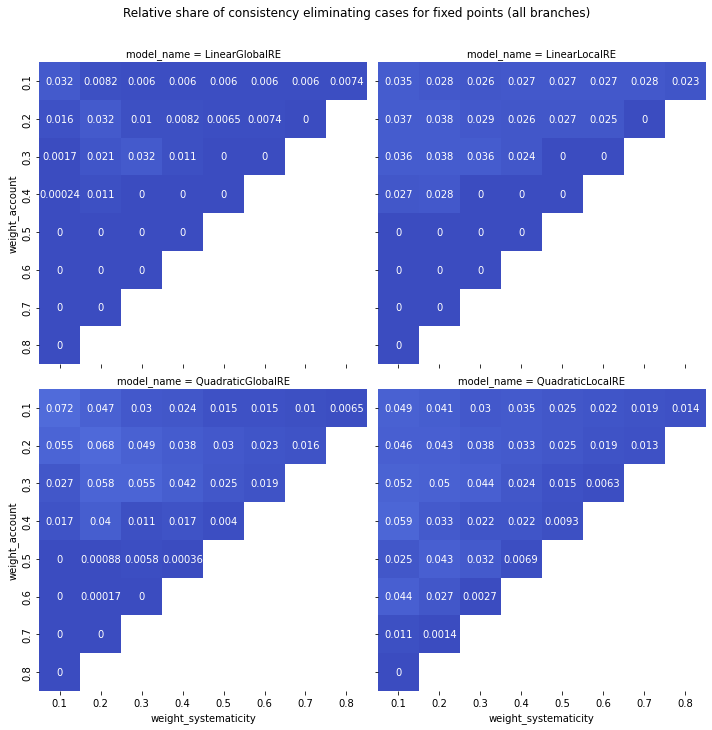 Relative share of consistency eliminating cases for fixed points (all branches)
model_name = LinearGlobalRE
model_name = LinearLocalRE
weight_account
0.1 0.032 0.0082 0.006 0.006 0.006 0.006 0.006 0.0074 0.035 0.028 0.026 0.027 0.027 0.027 0.028 0.023
0.2 0.016 0.032 0.01 0.0082 0.0065 0.0074 0 0.037 0.038 0.029 0.026 0.027 0.025 0
0.3 0.0017 0.021 0.032 0.011 0 0 0.036 0.038 0.036 0.024 0 0
0.4 0.00024 0.011 0 0 0 0.027 0.028 0 0 0
0.5 0 0 0 0 0 0 0 0
0.6 0 0 0 0 0 0
0.7 0 0 0 0
0.8 0 0
model_name = QuadraticGlobalRE
model_name = QuadraticLocalRE
weight_account
0.1 0.072 0.047 0.03 0.024 0.015 0.015 0.01 0.0065 0.049 0.041 0.03 0.035 0.025 0.022 0.019 0.014
0.2 0.055 0.068 0.049 0.038 0.03 0.023 0.016 0.046 0.043 0.038 0.033 0.025 0.019 0.013
0.3 0.027 0.058 0.055 0.042 0.025 0.019 0.052 0.05 0.044 0.024 0.015 0.0063
0.4 0.017 0.04 0.011 0.017 0.004 0.059 0.033 0.022 0.022 0.0093
0.5 0 0.00088 0.0058 0.00036 0.025 0.043 0.032 0.0069
0.6 0 0.00017 0 0.044 0.027 0.0027
0.7 0 0 0.011 0.0014
0.8 0 0
0.1 0.2 0.3 0.4 0.5 0.6 0.7 0.8 0.1 0.2 0.3 0.4 0.5 0.6 0.7 0.8
weight_systematicity
weight_systematicity